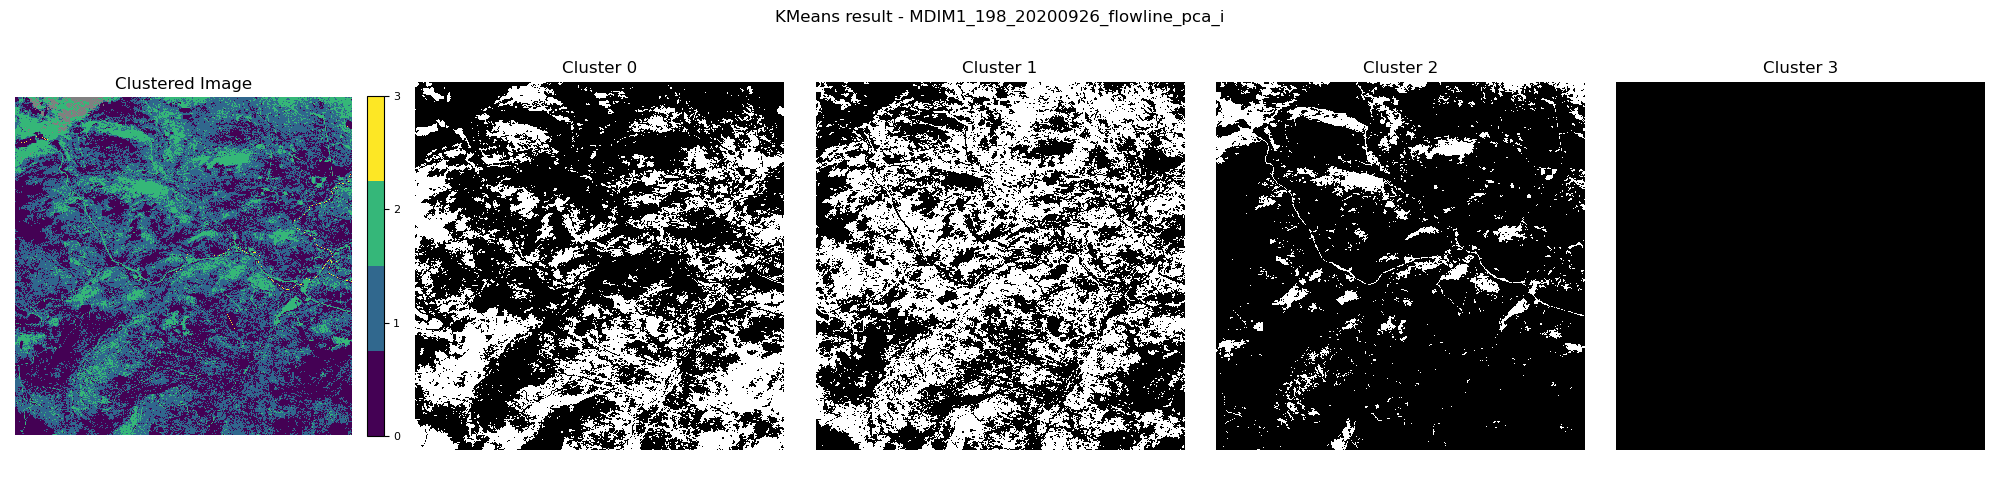 KMeans result - MDIM1_198_20200926_flowline_pca_i
Clustered Image
Cluster 0
Cluster 1
Cluster 2
Cluster 3
3
2
1
0